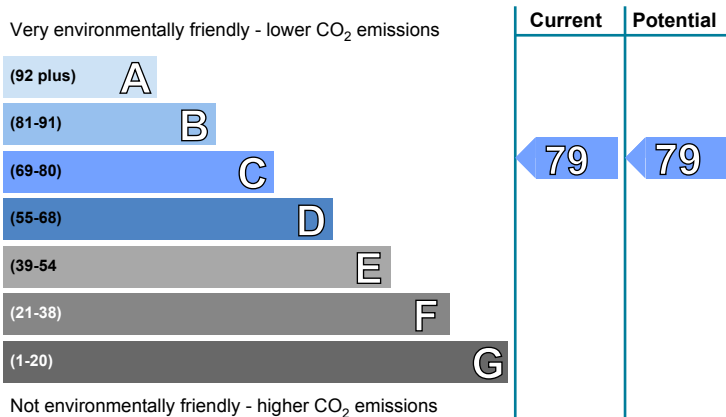 Current Potential
Very environmentally friendly - lower CO₂ emissions
(92 plus) A
(81-91) B
(69-80) C 79 79
(55-68) D
(39-54 E
(21-38) F
(1-20) G
Not environmentally friendly - higher CO₂ emissions